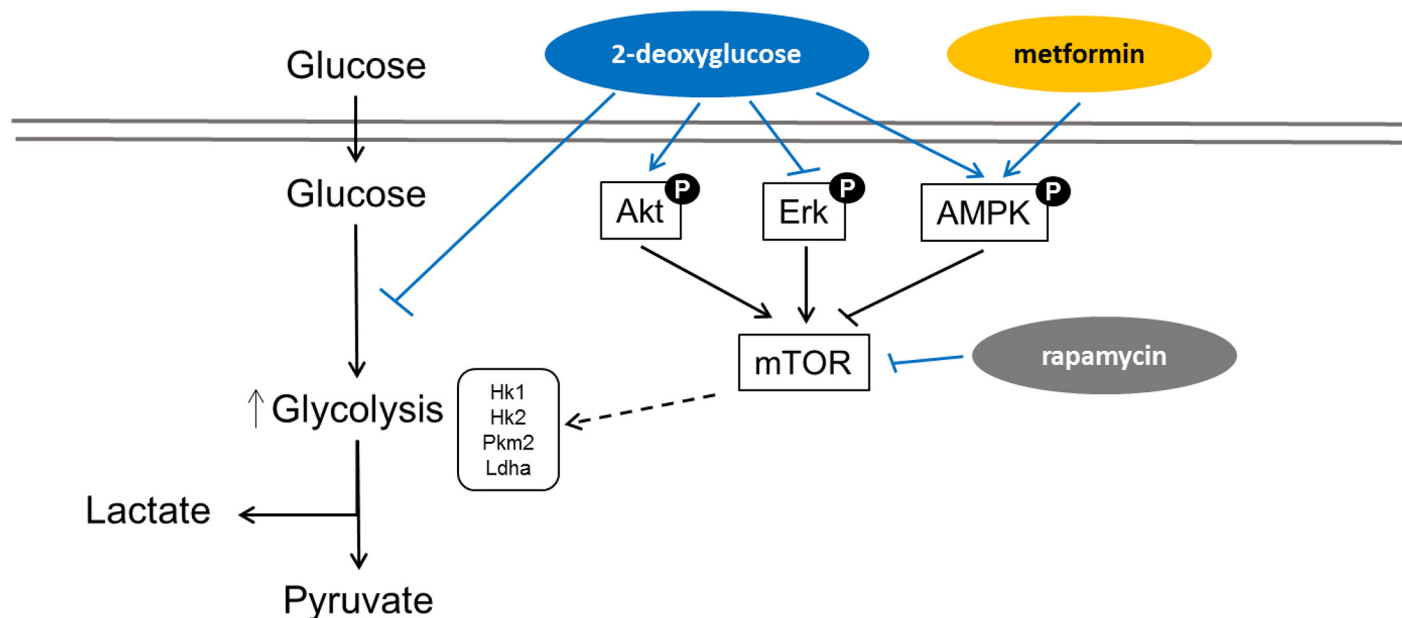 Glucose
2-deoxyglucose
metformin
Glucose
Akt
P
Erk
P
AMPK
P
mTOR
rapamycin
Glycolysis
Hk1
Hk2
Pkm2
Ldha
Lactate
Pyruvate